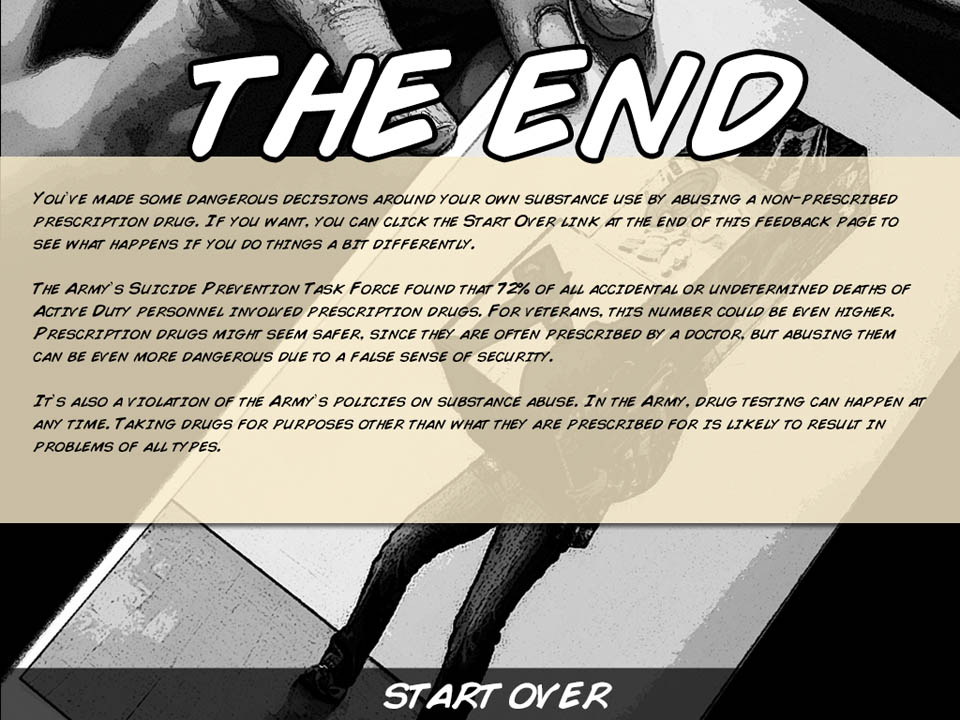 THE END
You've made some dangerous decisions around your own substance use by abusing a non-prescribed
prescription drug. If you want, you can click the Start Over link at the end of this feedback page to
see what happens if you do things a bit differently.
The Army's Suicide Prevention Task Force found that 72% of all accidental or undetermined deaths of
Active Duty personnel involved prescription drugs. For veterans, this number could be even higher.
Prescription drugs might seem safer, since they are often prescribed by a doctor, but abusing them
can be even more dangerous due to a false sense of security.
It's also a violation of the Army's policies on substance abuse. In the Army, drug testing can happen at
any time. Taking drugs for purposes other than what they are prescribed for is likely to result in
problems of all types.
START OVER